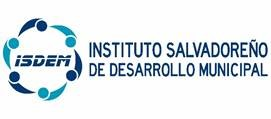 ISDEM
INSTITUTO SALVADOREÑO
DE DESARROLLO MUNICIPAL